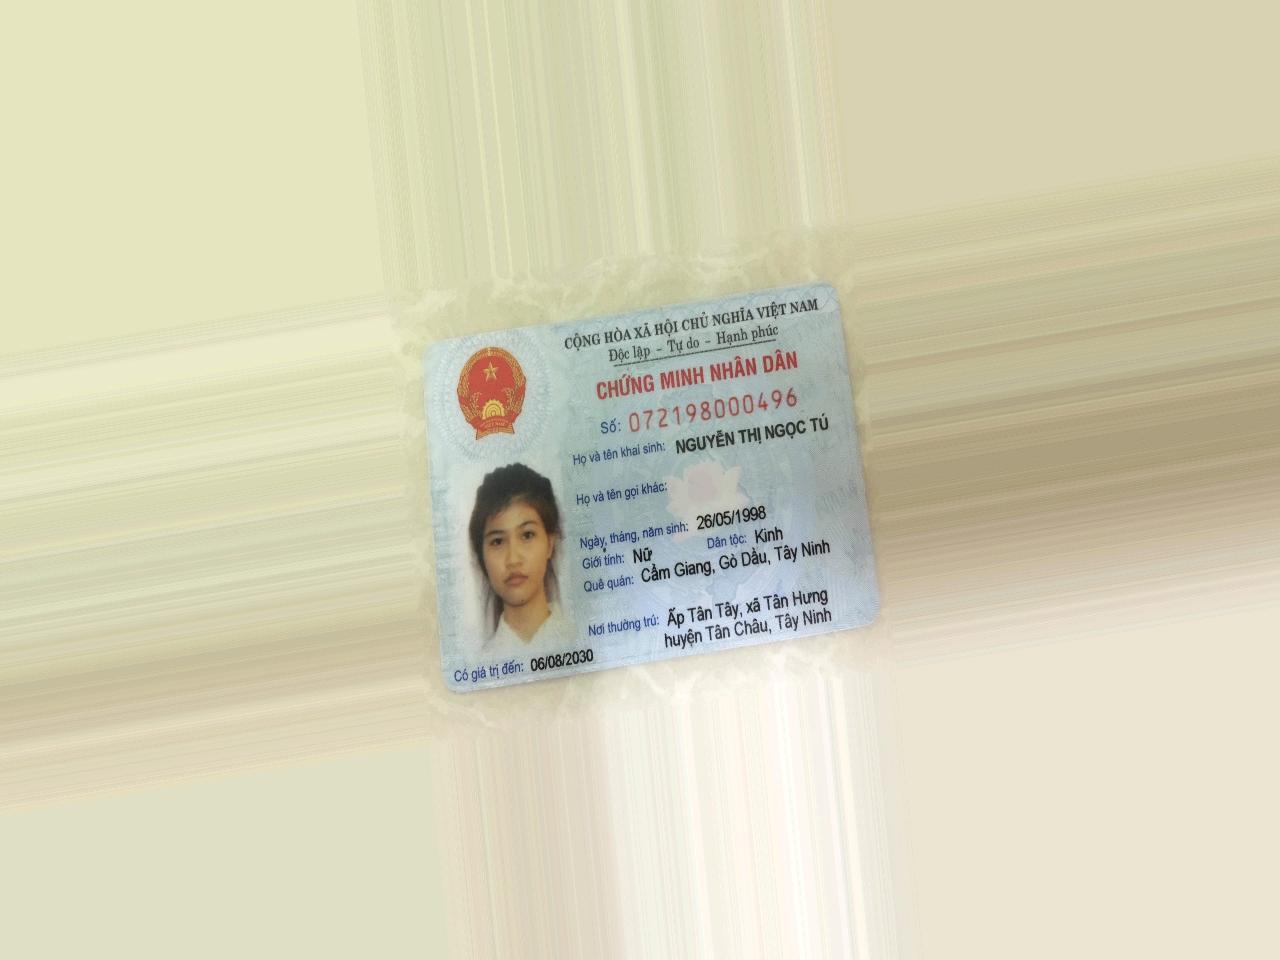 CỘNG HÒA XÃ HỘI CHỦ NGHĨA VIỆT NAM
Độc lập – Tự do – Hạnh phúc
CHỨNG MINH NHÂN DÂN
Số: 072198000496
Họ và tên khai sinh: NGUYỄN THỊ NGỌC TÚ
Họ và tên gọi khác:
Ngày, tháng, năm sinh: 26/05/1998
Giới tính: Nữ Dân tộc: Kinh
Quê quán: Cẩm Giang, Gò Dầu, Tây Ninh
Nơi thường trú: Ấp Tân Tây, xã Tân Hưng
huyện Tân Châu, Tây Ninh
Có giá trị đến: 06/08/2030